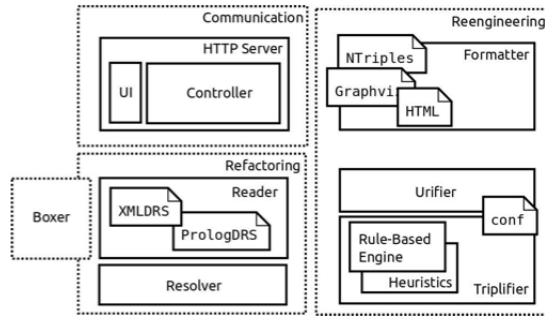 Communication
HTTP Server
UI
Controller
Refactoring
Reader
XMLDRS
PrologDRS
Resolver
Boxer
Reengineering
Formatter
NTriples
Graphvi
HTML
Urifier
conf
Rule-Based
Engine
Heuristics
Triplifier